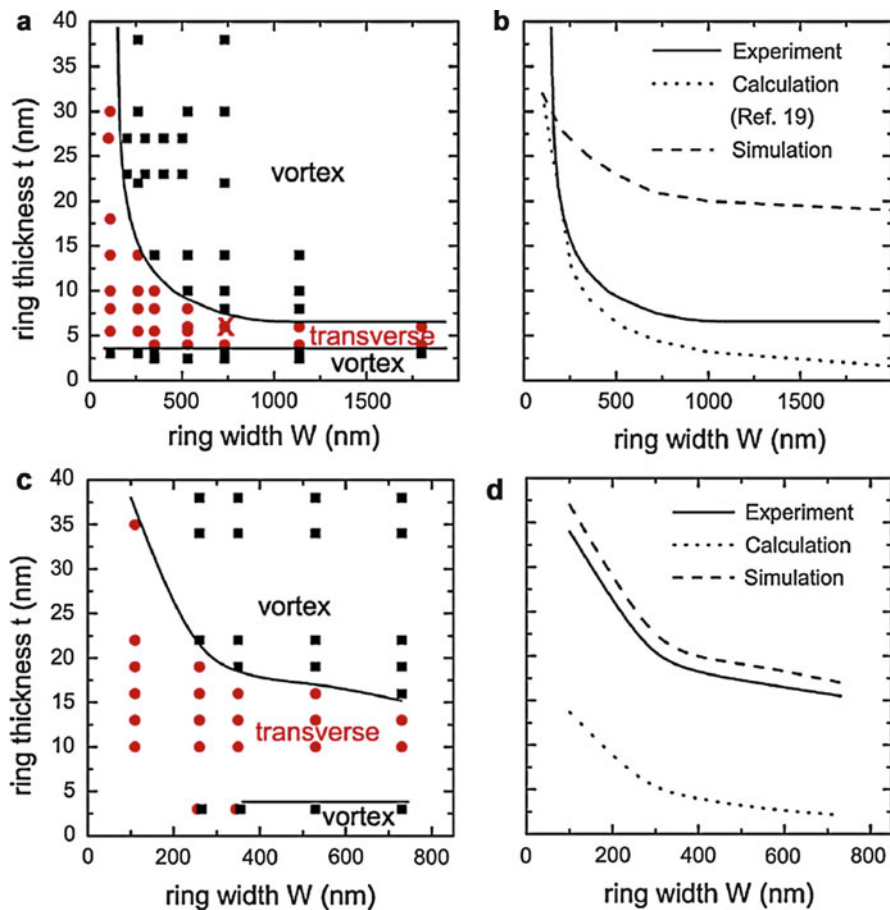 a
40
35
30
25
20
15
10
5
0
ring thickness t (nm)
vortex
transverse
vortex
0 500 1000 1500
ring width W (nm)
b
Experiment
Calculation
(Ref. 19)
Simulation
0 500 1000 1500
ring width W (nm)
c
40
35
30
25
20
15
10
5
0
ring thickness t (nm)
vortex
transverse
vortex
0 200 400 600 800
ring width W (nm)
d
Experiment
Calculation
Simulation
0 200 400 600 800
ring width W (nm)